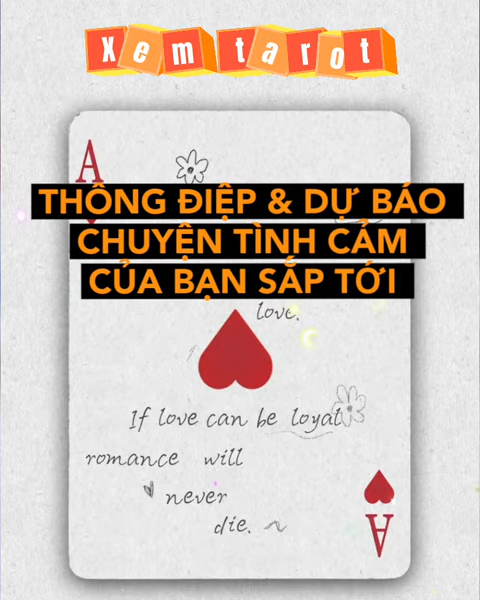 xem tarot
A
THÔNG ĐIỆP & DỰ BÁO
CHUYỆN TÌNH CẢM
CỦA BẠN SẮP TỚI
love.
If love can be loyal
romance will
never
die.
A